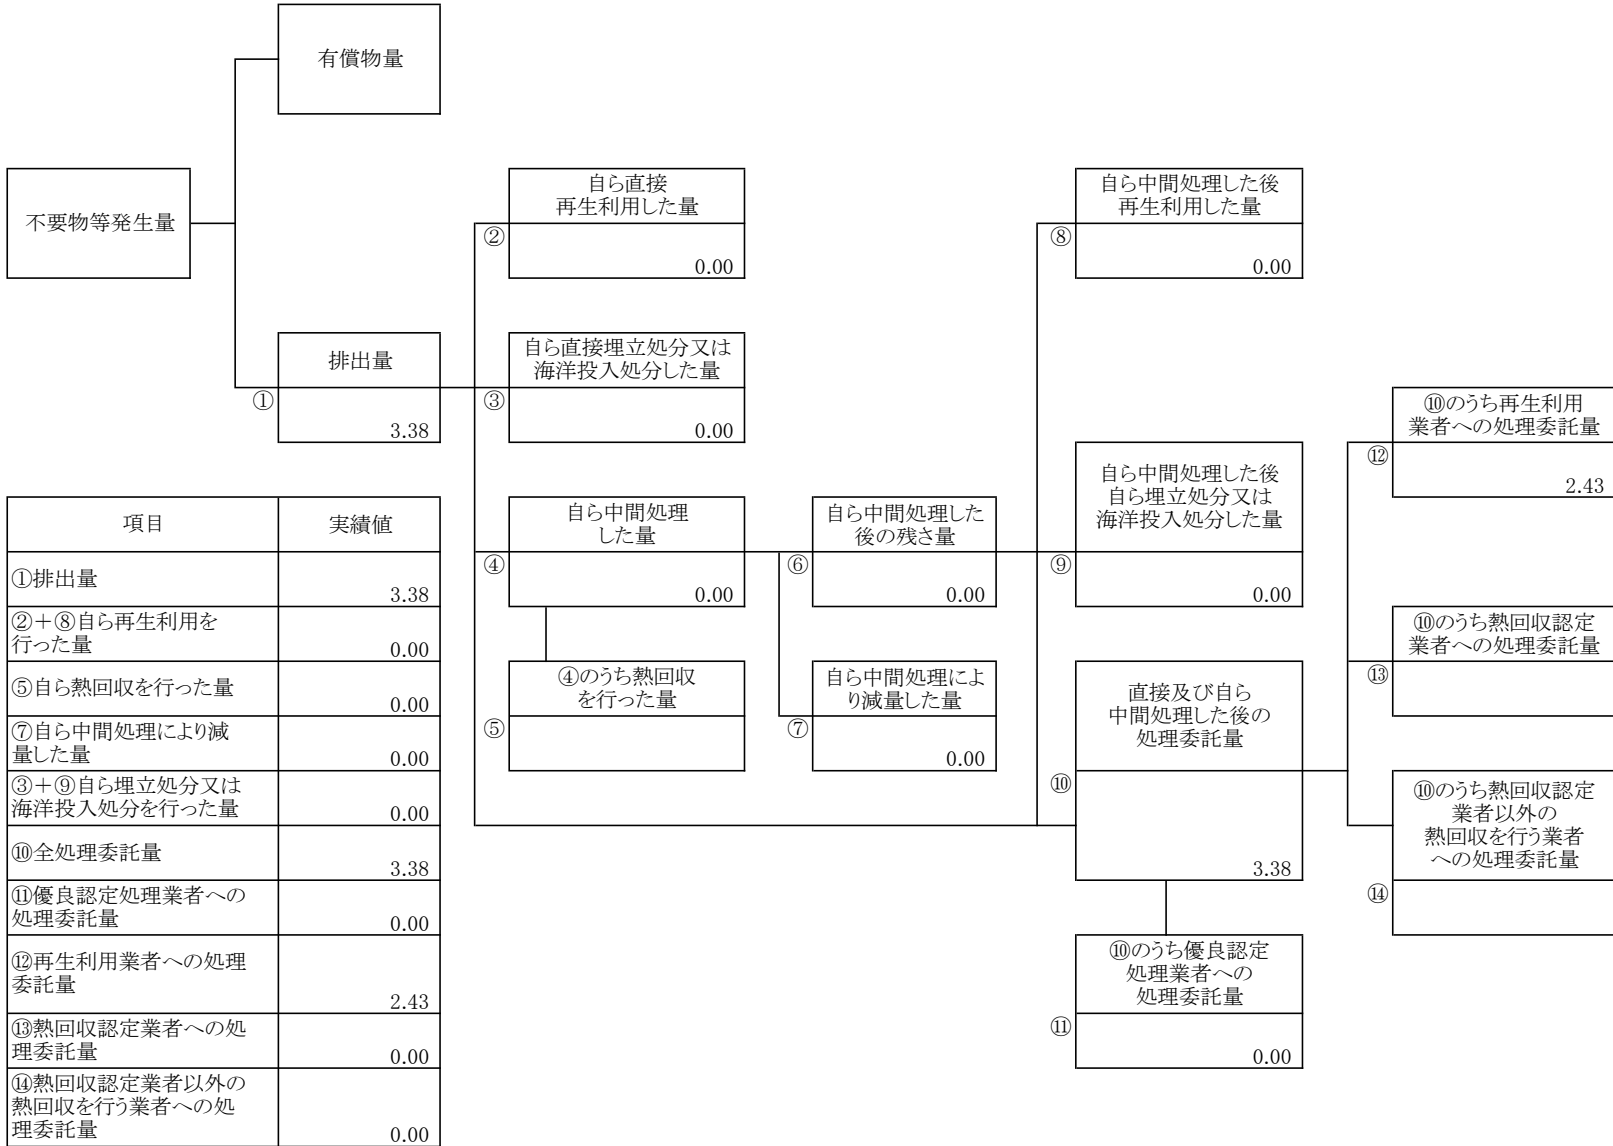 有償物量
不要物等発生量
自ら直接
再生利用した量
②
0.00
自ら中間処理した後
再生利用した量
⑧
0.00
排出量
①
3.38
自ら直接埋立処分又は
海洋投入処分した量
③
0.00
⑩のうち再生利用
業者への処理委託量
⑫
2.43
自ら中間処理
した量
④
0.00
自ら中間処理した
後の残さ量
⑥
0.00
自ら中間処理した後
自ら埋立処分又は
海洋投入処分した量
⑨
0.00
⑩のうち熱回収認定
業者への処理委託量
⑬
④のうち熱回収
を行った量
⑤
自ら中間処理によ
り減量した量
⑦
0.00
直接及び自ら
中間処理した後の
処理委託量
⑩
3.38
⑩のうち熱回収認定
業者以外の
熱回収を行う業者
への処理委託量
⑭
⑩のうち優良認定
処理業者への
処理委託量
⑪
0.00
項目 実績値
①排出量 3.38
②＋⑧自ら再生利用を
行った量 0.00
⑤自ら熱回収を行った量 0.00
⑦自ら中間処理により減
量した量 0.00
③＋⑨自ら埋立処分又は
海洋投入処分を行った量 0.00
⑩全処理委託量 3.38
⑪優良認定処理業者への
処理委託量 0.00
⑫再生利用業者への処理
委託量 2.43
⑬熱回収認定業者への処
理委託量 0.00
⑭熱回収認定業者以外の
熱回収を行う業者への処
理委託量 0.00